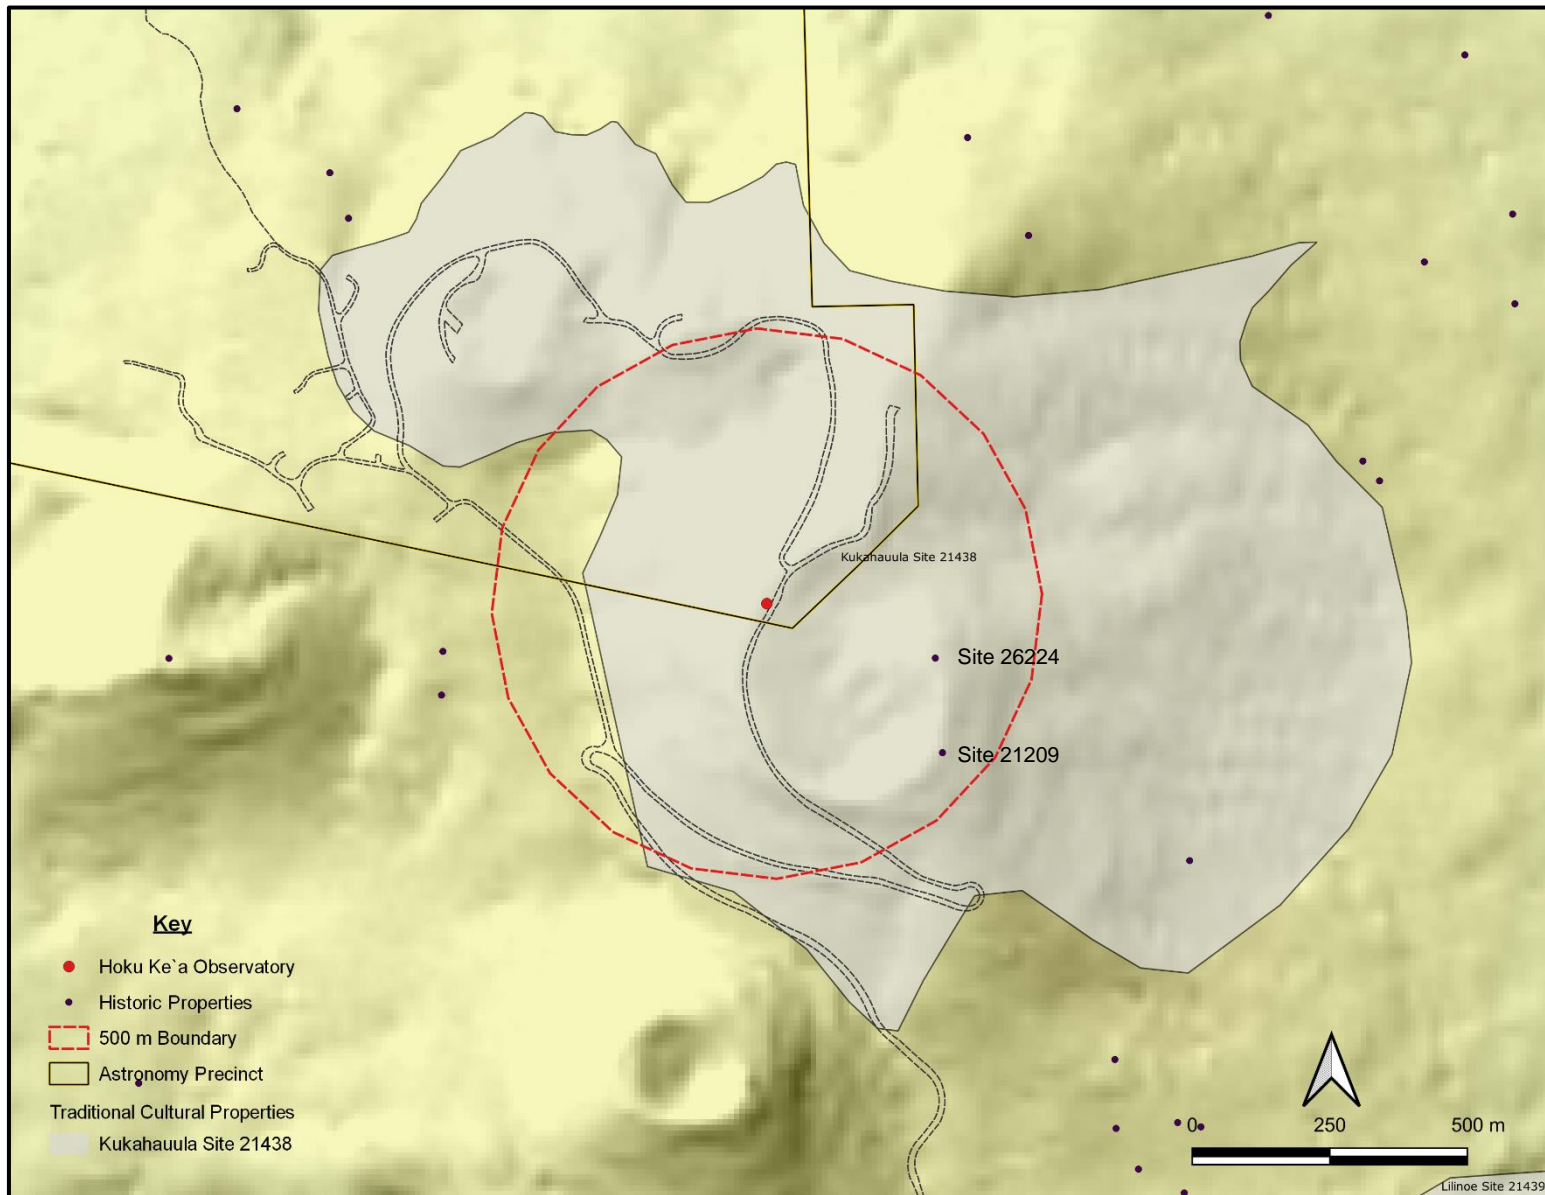 Kukahauula Site 21438
Site 26224
Site 21209
Key
Hoku Ke`a Observatory
Historic Properties
500 m Boundary
Astronomy Precinct
Traditional Cultural Properties
Kukahauula Site 21438
0 250 500 m
Lilinoe Site 21439